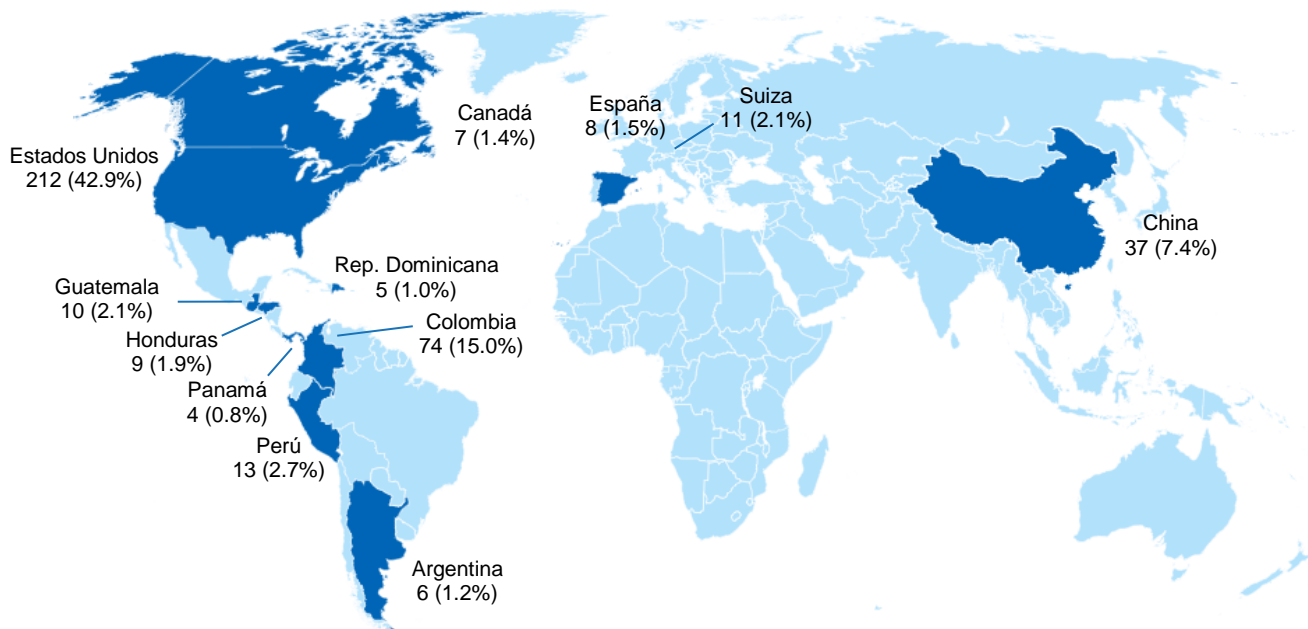 Canadá
7 (1.4%)
España
8 (1.5%)
Suiza
11 (2.1%)
Estados Unidos
212 (42.9%)
China
37 (7.4%)
Rep. Dominicana
5 (1.0%)
Guatemala
10 (2.1%)
Colombia
74 (15.0%)
Honduras
9 (1.9%)
Panamá
4 (0.8%)
Perú
13 (2.7%)
Argentina
6 (1.2%)